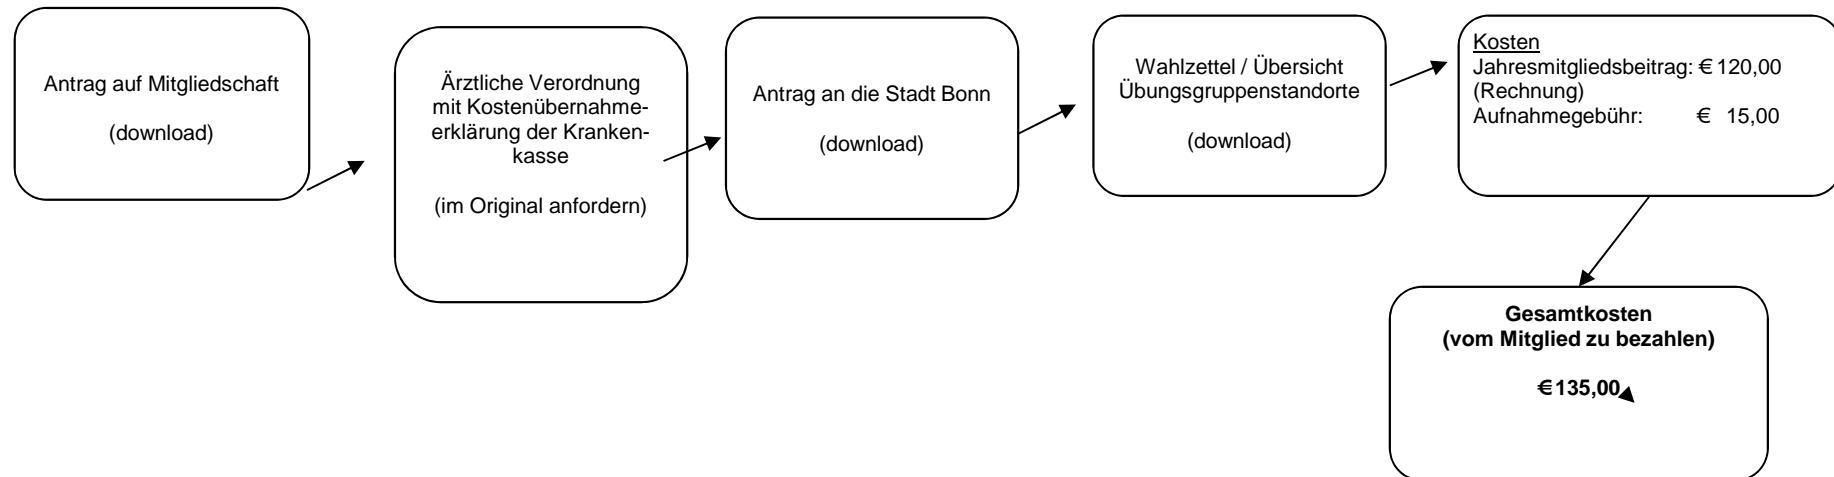 Antrag auf Mitgliedschaft
(download)
Ärztliche Verordnung
mit Kostenübernahme-
erklärung der Kranken-
kasse
(im Original anfordern)
Antrag an die Stadt Bonn
(download)
Wahlzettel / Übersicht
Übungsgruppenstandorte
(download)
Kosten
Jahresmitgliedsbeitrag: € 120,00
(Rechnung)
Aufnahmegebühr: € 15,00
Gesamtkosten
(vom Mitglied zu bezahlen)
€ 135,00